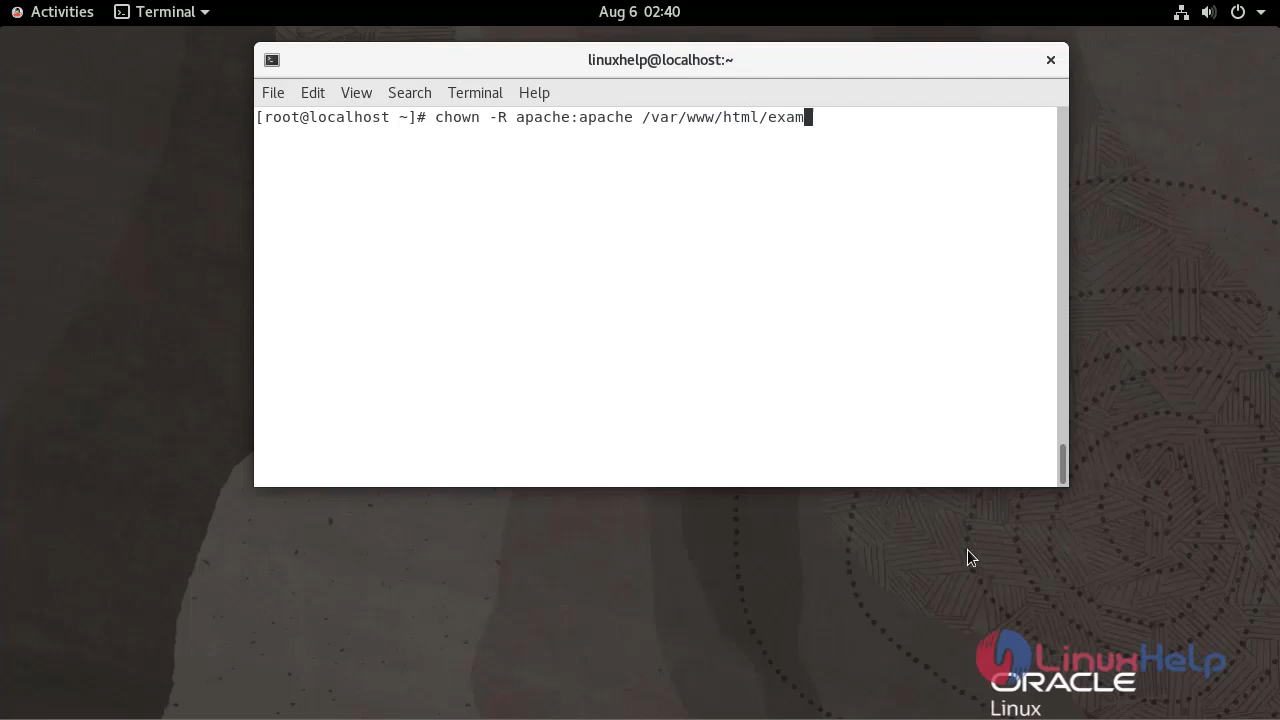 Activities Terminal Aug 6 02:40
linuxhelp@localhost:~ ×
File Edit View Search Terminal Help
[root@localhost ~]# chown -R apache:apache /var/www/html/exam
LinuxHelp
ORACLE
Linux